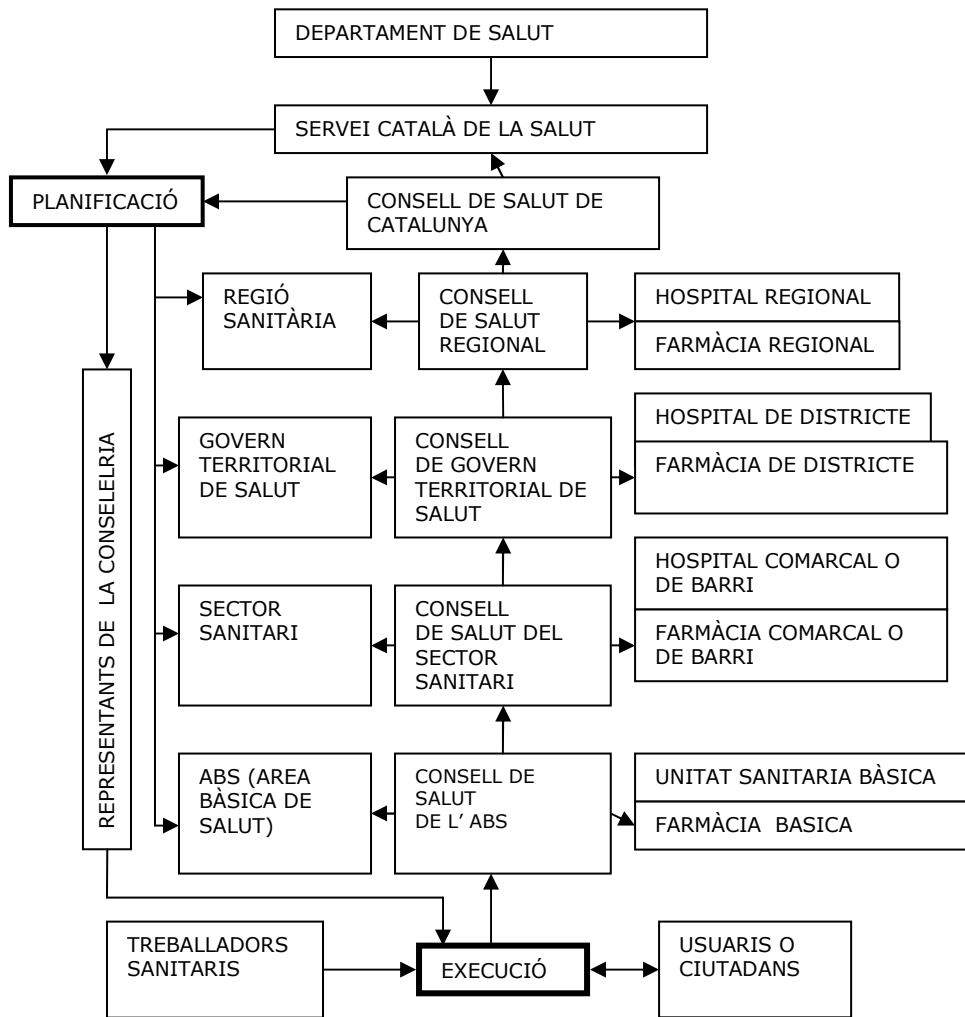 DEPARTAMENT DE SALUT
SERVEI CATALÀ DE LA SALUT
PLANIFICACIÓ
CONSELL DE SALUT DE
CATALUNYA
REGIÓ
SANITÀRIA
CONSELL
DE SALUT
REGIONAL
HOSPITAL REGIONAL
FARMÀCIA REGIONAL
REPRESENTANTS DE  LA CONSELELRIA
GOVERN
TERRITORIAL
DE SALUT
CONSELL
DE GOVERN
TERRITORIAL DE
SALUT
HOSPITAL DE DISTRICTE
FARMÀCIA DE DISTRICTE
SECTOR
SANITARI
CONSELL
DE SALUT DEL
SECTOR
SANITARI
HOSPITAL COMARCAL O
DE BARRI
FARMÀCIA COMARCAL O
DE BARRI
ABS (AREA
BÀSICA DE
SALUT)
CONSELL DE
SALUT
DE L’ ABS
UNITAT SANITARIA BÀSICA
FARMÀCIA  BASICA
TREBALLADORS
SANITARIS
EXECUCIÓ
USUARIS O
CIUTADANS